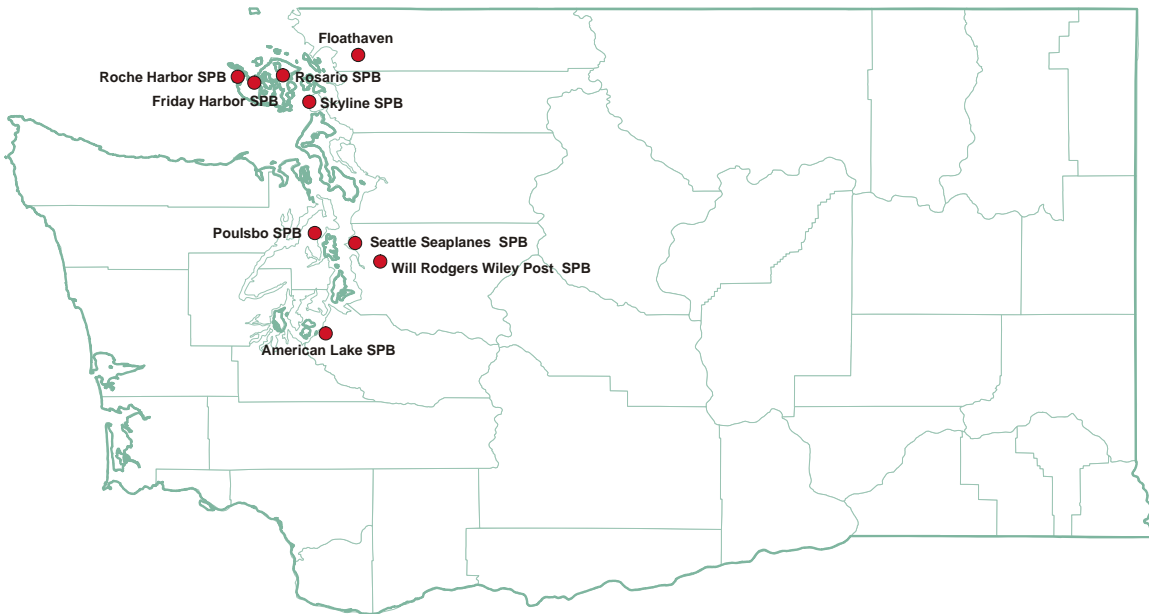 Floathaven
Roche Harbor SPB
Rosario SPB
Friday Harbor SPB
Skyline SPB
Poulsbo SPB
Seattle Seaplanes  SPB
Will Rodgers Wiley Post  SPB
American Lake SPB